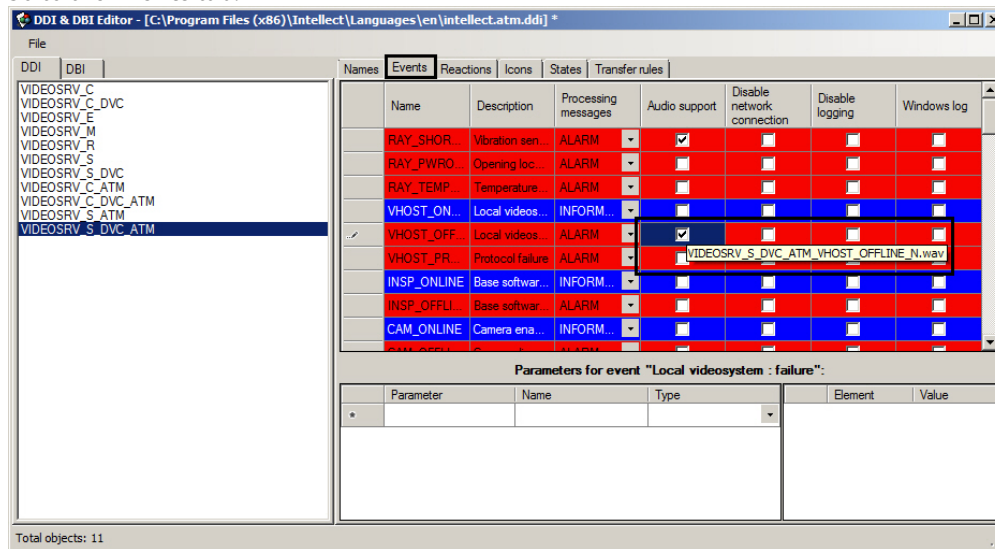 DDI & DBI Editor - [C:\Program Files (x86)\Intellect\Languages\en\intellect.atm.ddi] *
File
DDI DBI
VIDEOSRV_C
VIDEOSRV_C_DVC
VIDEOSRV_E
VIDEOSRV_M
VIDEOSRV_R
VIDEOSRV_S
VIDEOSRV_S_DVC
VIDEOSRV_C_ATM
VIDEOSRV_C_DVC_ATM
VIDEOSRV_S_ATM
VIDEOSRV_S_DVC_ATM
Names Events Reactions Icons States Transfer rules
Name Description Processing messages Audio support Disable network connection Disable logging Windows log
RAY_SHOR... Vibration sen... ALARM
RAY_PWRO... Opening loc... ALARM
RAY_TEMP... Temperature... ALARM
VHOST_ON... Local videos... INFORM...
VHOST_OFF... Local videos... ALARM
VIDEOSRV_S_DVC_ATM_VHOST_OFFLINE_N.wav
VHOST_PR... Protocol failure ALARM
INSP_ONLINE Base softwar... INFORM...
INSP_OFFLI... Base softwar... ALARM
CAM_ONLINE Camera ena... INFORM...
Parameters for event "Local videosystem : failure":
Parameter Name Type Element Value
Total objects: 11